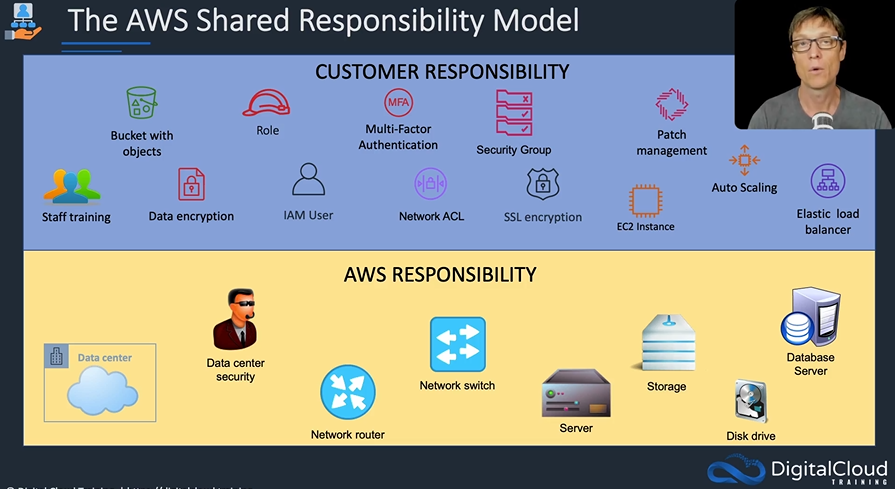 The AWS Shared Responsibility Model
CUSTOMER RESPONSIBILITY
Bucket with
objects
Role
MFA
Multi-Factor
Authentication
Security Group
Patch
management
Staff training
Data encryption
IAM User
Network ACL
SSL encryption
EC2 Instance
Auto Scaling
Elastic load
balancer
AWS RESPONSIBILITY
Data center
Data center
security
Network router
Network switch
Server
Storage
Disk drive
Database
Server
DigitalCloud
TRAINING